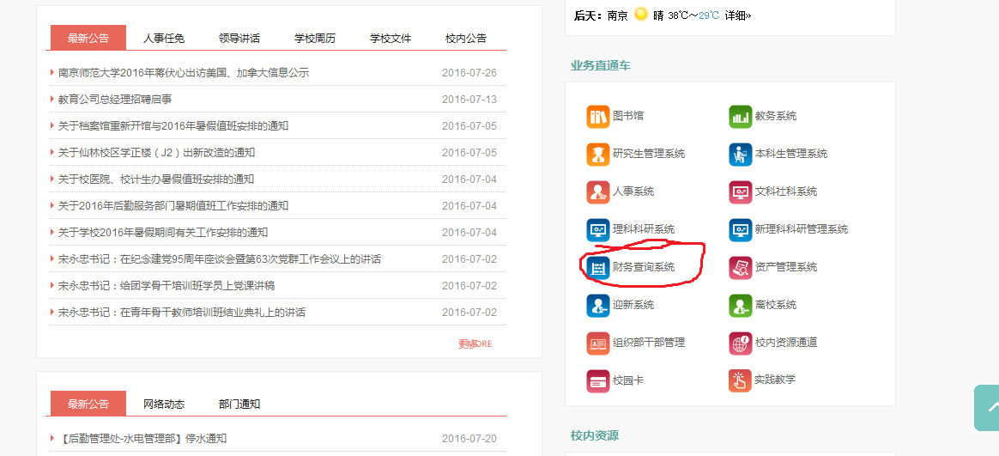 后天：南京 晴 38℃～29℃ 详细»
最新公告 人事任免 领导讲话 学校周历 学校文件 校内公告
南京师范大学2016年蒋伏心出访美国、加拿大信息公示 2016-07-26
教育公司总经理招聘启事 2016-07-13
关于档案馆重新开馆与2016年暑假值班安排的通知 2016-07-05
关于仙林校区学正楼（J2）出新改造的通知 2016-07-05
关于校医院、校计生办暑假值班安排的通知 2016-07-04
关于2016年后勤服务部门暑期值班工作安排的通知 2016-07-04
关于学校2016年暑假期间有关工作安排的通知 2016-07-04
宋永忠书记：在纪念建党95周年座谈会暨第63次党群工作会议上的讲话 2016-07-02
宋永忠书记：给团学骨干培训班学员上党课讲稿 2016-07-02
宋永忠书记：在青年骨干教师培训班结业典礼上的讲话 2016-07-02
更多MORE
最新公告 网络动态 部门通知
【后勤管理处-水电管理部】停水通知 2016-07-20
业务直通车
图书馆 教务系统
研究生管理系统 本科生管理系统
人事系统 文科社科系统
理科科研系统 新理科科研管理系统
财务查询系统 资产管理系统
迎新系统 离校系统
组织部干部管理 校内资源通道
校园卡 实践教学
校内资源